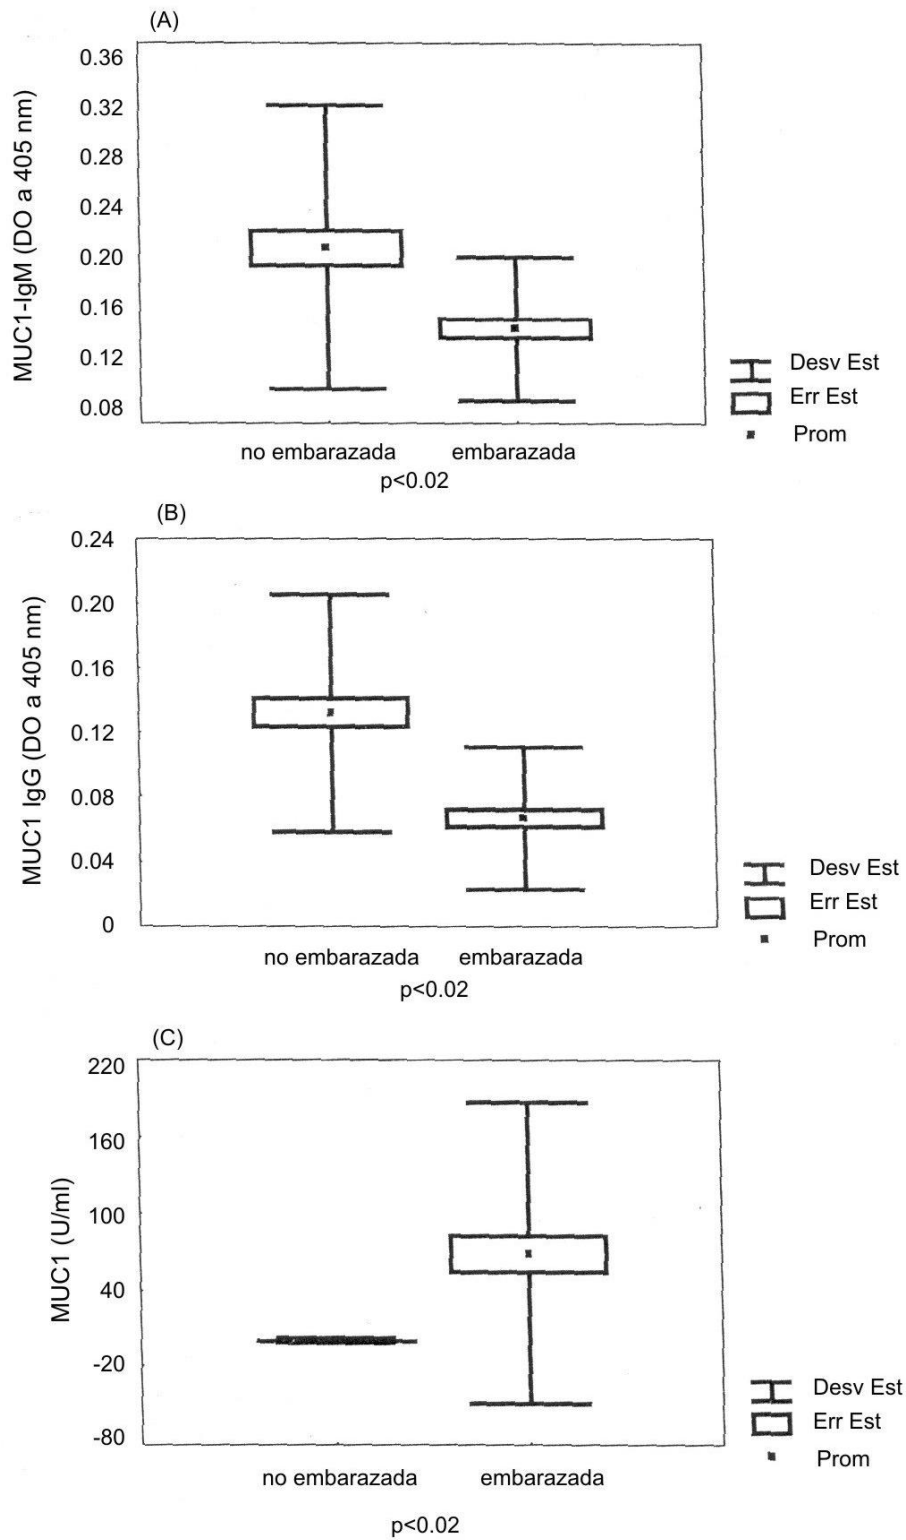 (A)
0.36
0.32
0.28
0.24
0.20
0.16
0.12
0.08
MUC1-IgM (DO a 405 nm)
no embarazada embarazada
p<0.02
Desv Est
Err Est
Prom
(B)
0.24
0.20
0.16
0.12
0.08
0.04
0
MUC1 IgG (DO a 405 nm)
no embarazada embarazada
p<0.02
Desv Est
Err Est
Prom
(C)
220
160
100
40
-20
-80
MUC1 (U/ml)
no embarazada embarazada
p<0.02
Desv Est
Err Est
Prom